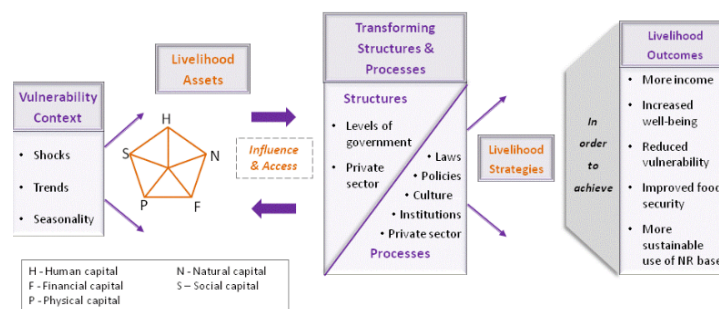 Vulnerability
Context
• Shocks
• Trends
• Seasonality
Livelihood
Assets
H
S
N
P
F
Influence
& Access
Transforming
Structures &
Processes
Structures
• Levels of
government
• Private
sector
• Laws
• Policies
• Culture
• Institutions
• Private sector
Processes
Livelihood
Strategies
In
order
to
achieve
Livelihood
Outcomes
• More income
• Increased
well-being
• Reduced
vulnerability
• Improved food
security
• More
sustainable
use of NR base
H - Human capital
N - Natural capital
F - Financial capital
S – Social capital
P - Physical capital